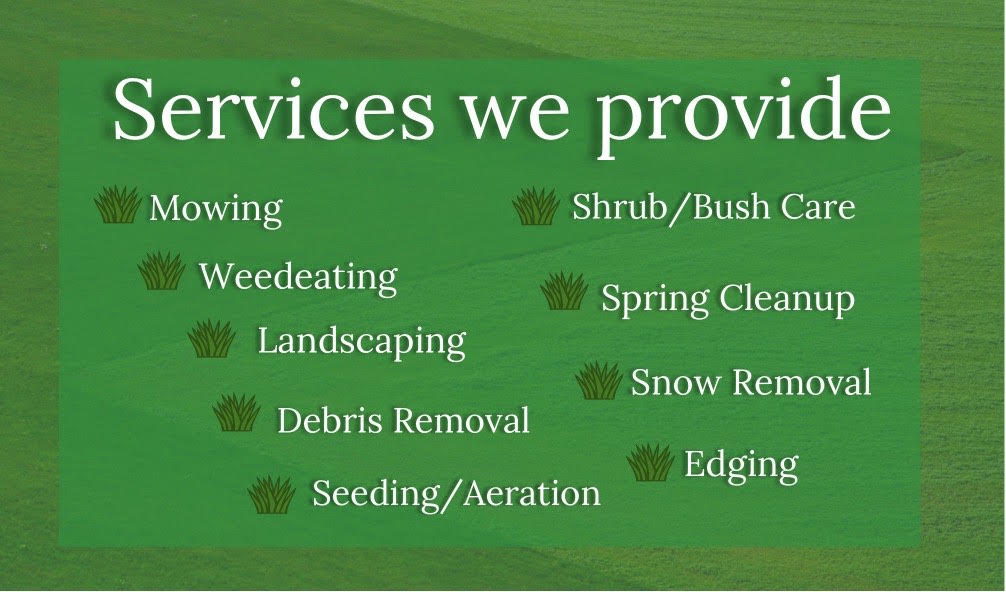 Services we provide
Mowing
Weedeating
Landscaping
Debris Removal
Seeding/Aeration
Shrub/Bush Care
Spring Cleanup
Snow Removal
Edging